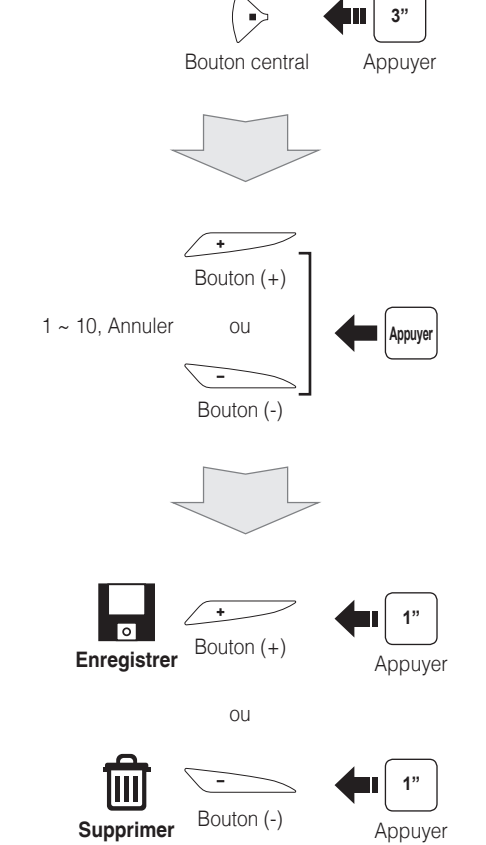 3”
Bouton central
Appuyer
+
Bouton (+)
1 ~ 10, Annuler
ou
Appuyer
-
Bouton (-)
+
1”
Enregistrer
Bouton (+)
Appuyer
ou
-
1”
Supprimer
Bouton (-)
Appuyer